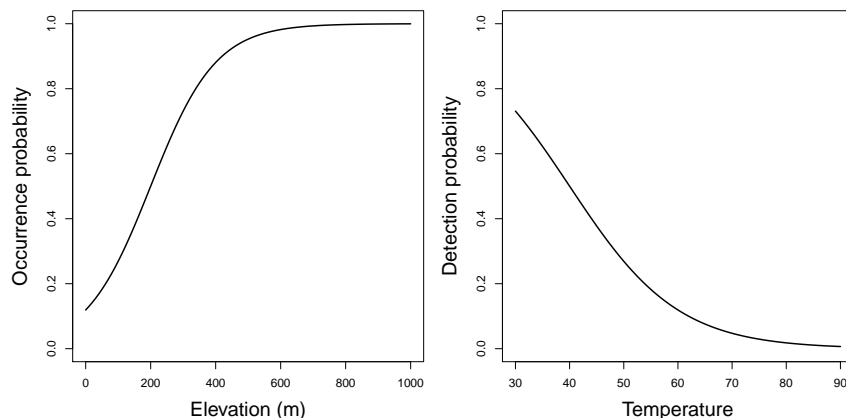 Occurrence probability
0.0 0.2 0.4 0.6 0.8 1.0
0 200 400 600 800 1000
Elevation (m)
Detection probability
0.0 0.2 0.4 0.6 0.8 1.0
30 40 50 60 70 80 90
Temperature